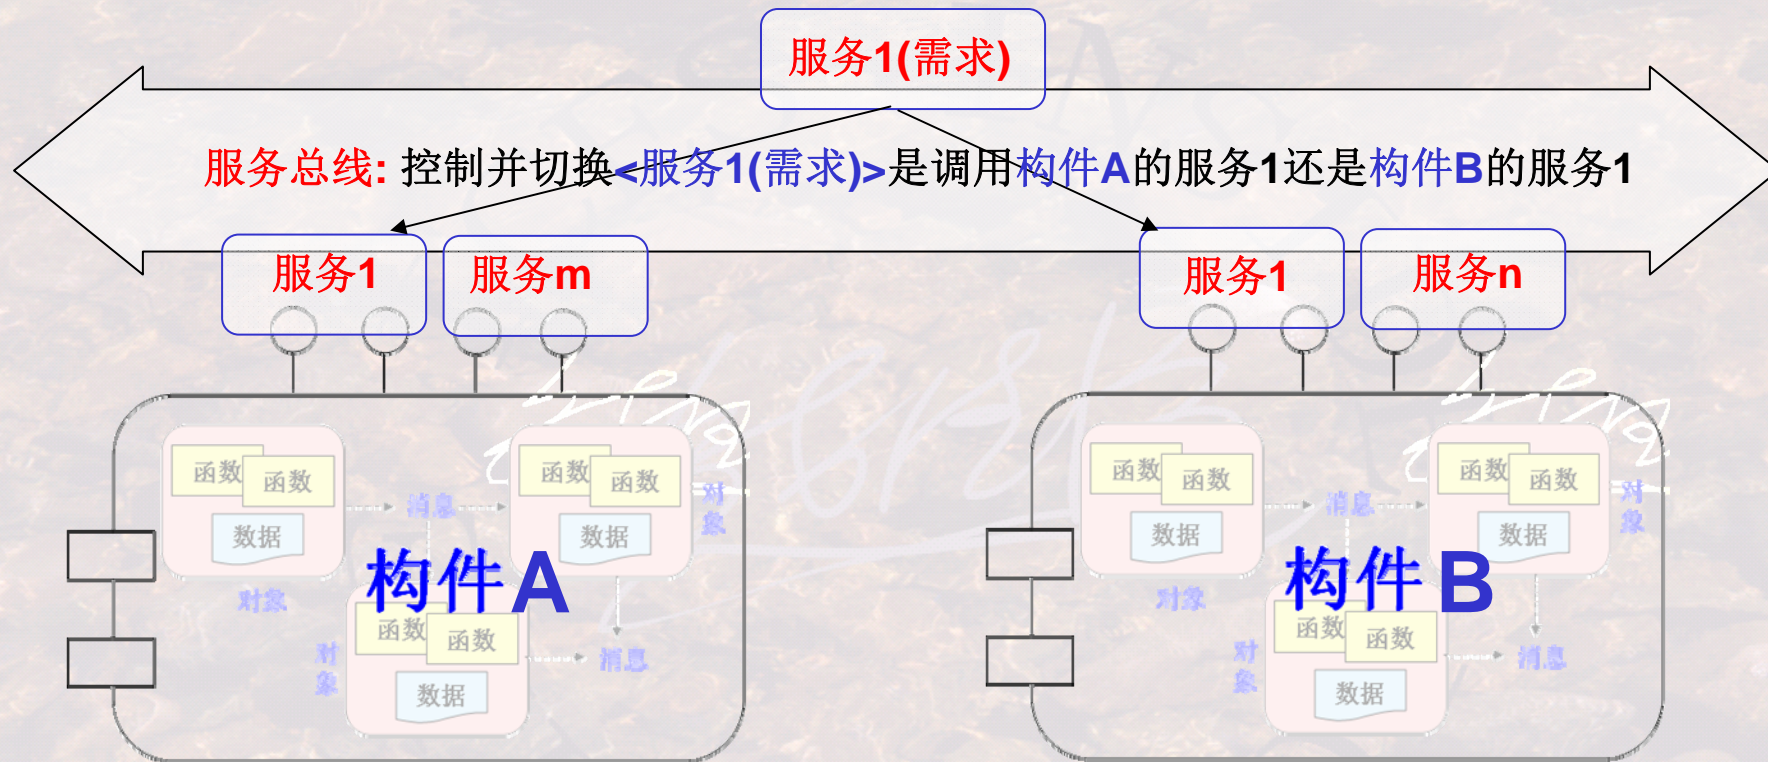 服务1(需求)
服务总线: 控制并切换<服务1(需求)>是调用构件A的服务1还是构件B的服务1
服务1
服务m
服务1
服务n
函数
函数
数据
对象
消息
函数
函数
数据
对象
构件A
函数
函数
数据
对象
消息
函数
函数
数据
对象
消息
函数
函数
数据
对象
构件B
函数
函数
数据
对象
消息